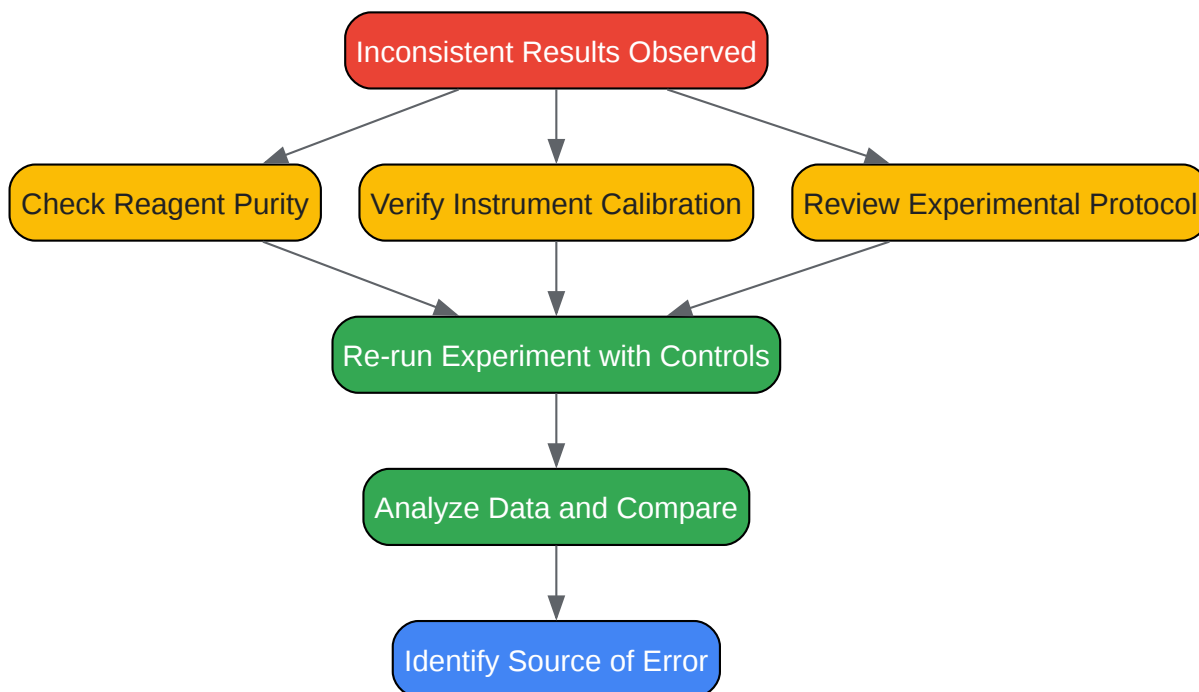 Inconsistent Results Observed
Check Reagent Purity
Verify Instrument Calibration
Review Experimental Protocol
Re-run Experiment with Controls
Analyze Data and Compare
Identify Source of Error